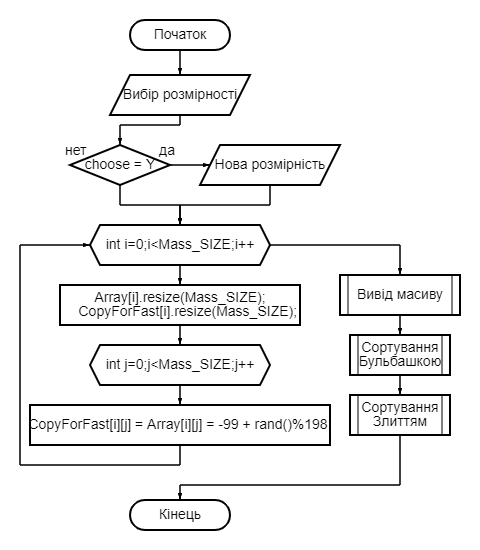 Початок
Вибір розмірності
нет
да
choose = Y
Нова розмірність
int i=0;i<Mass_SIZE;i++
Array[i].resize(Mass_SIZE);
CopyForFast[i].resize(Mass_SIZE);
Вивід масиву
int j=0;j<Mass_SIZE;j++
Сортування
Бульбашкою
CopyForFast[i][j] = Array[i][j] = -99 + rand()%198
Сортування
Злиттям
Кінець